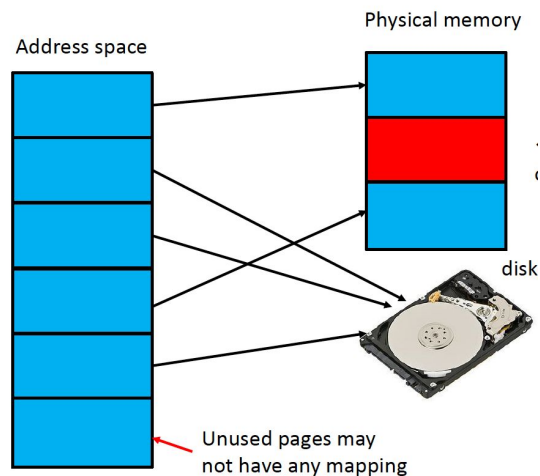 Physical memory
Address space
disk
Unused pages may
not have any mapping